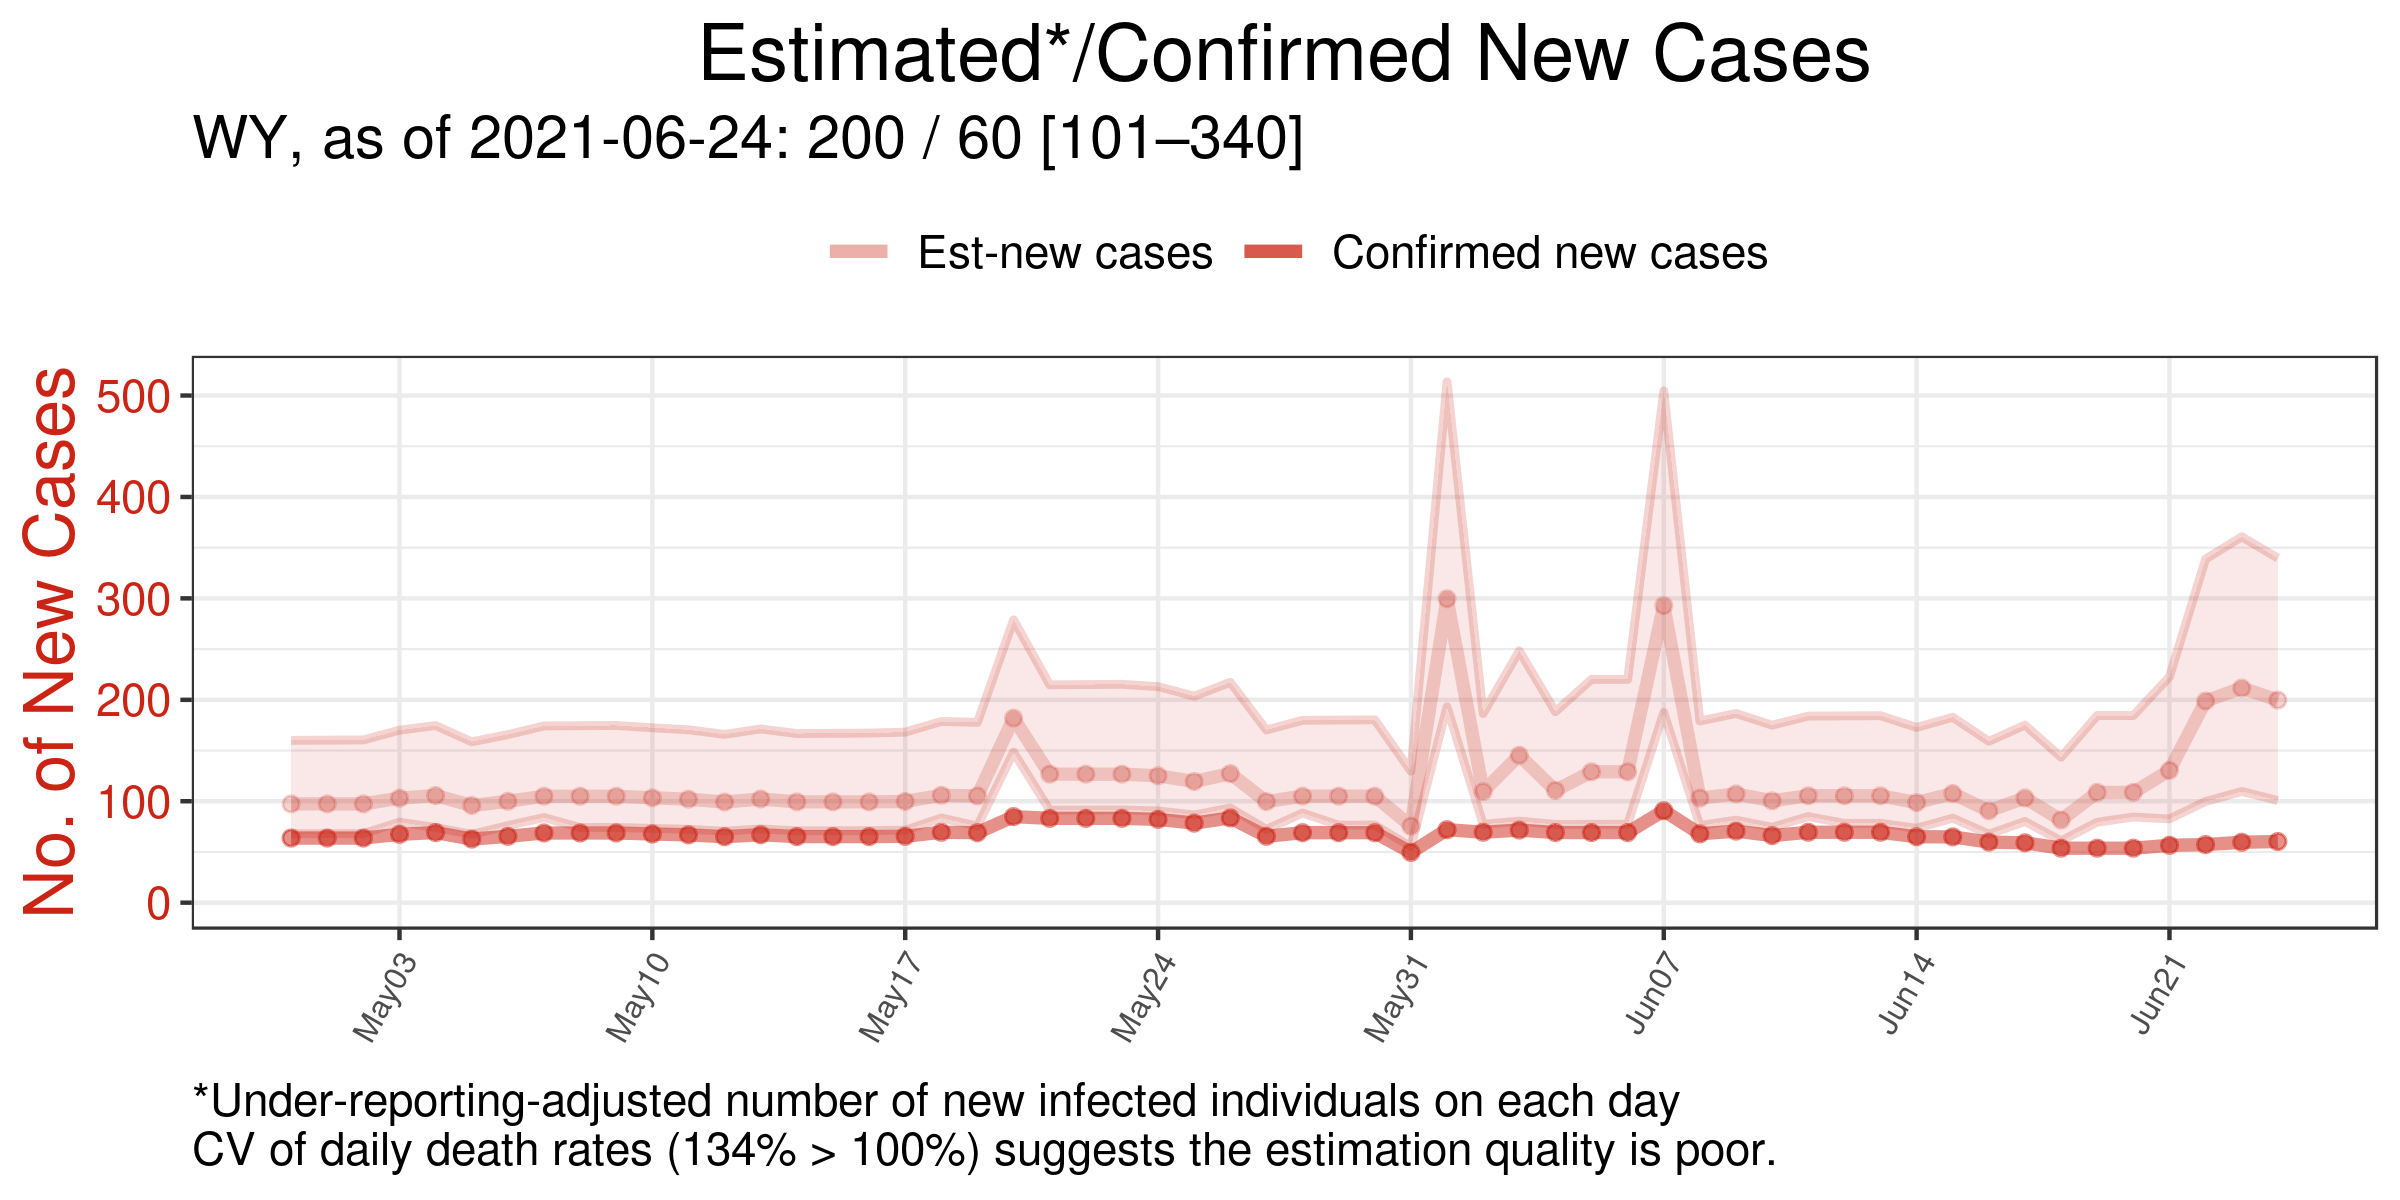 Estimated*/Confirmed New Cases
WY, as of 2021-06-24: 200 / 60 [101–340]
Est-new cases
Confirmed new cases
No. of New Cases
500
400
300
200
100
0
May03
May10
May17
May24
May31
Jun07
Jun14
Jun21
*Under-reporting-adjusted number of new infected individuals on each day
CV of daily death rates (134% > 100%) suggests the estimation quality is poor.